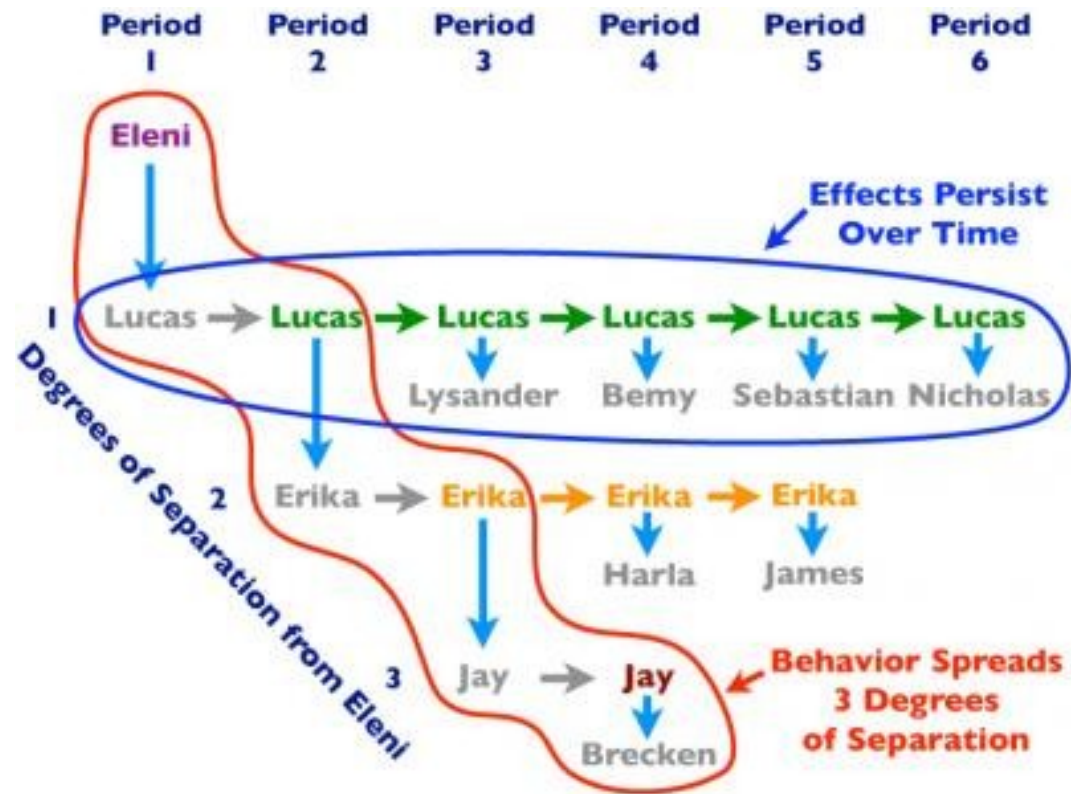 Period Period Period Period Period Period
1 2 3 4 5 6
Eleni
Effects Persist
Over Time
1 Lucas Lucas Lucas Lucas Lucas Lucas
Lysander Bemy Sebastian Nicholas
Degrees of Separation from Eleni
2 Erika Erika Erika Erika
Harla James
3 Jay Jay
Brecken
Behavior Spreads
3 Degrees
of Separation